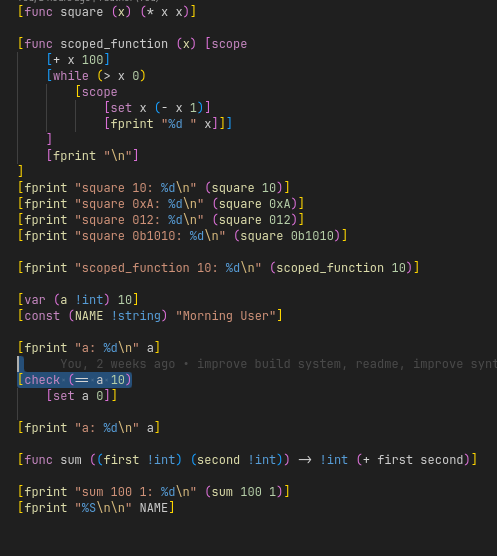 [func square (x) (* x x)]
[func scoped_function (x) [scope
[+ x 100]
[while (> x 0)
[scope
[set x (- x 1)]
[fprint "%d " x]]]
]
[fprint "\n"]
]
[fprint "square 10: %d\n" (square 10)]
[fprint "square 0xA: %d\n" (square 0xA)]
[fprint "square 012: %d\n" (square 012)]
[fprint "square 0b1010: %d\n" (square 0b1010)]
[fprint "scoped_function 10: %d\n" (scoped_function 10)]
[var (a !int) 10]
[const (NAME !string) "Morning User"]
[fprint "a: %d\n" a]
You, 2 weeks ago • improve build system, readme, improve synt
[check (== a 10)
[set a 0]]
[fprint "a: %d\n" a]
[func sum ((first !int) (second !int)) -> !int (+ first second)]
[fprint "sum 100 1: %d\n" (sum 100 1)]
[fprint "%S\n\n" NAME]